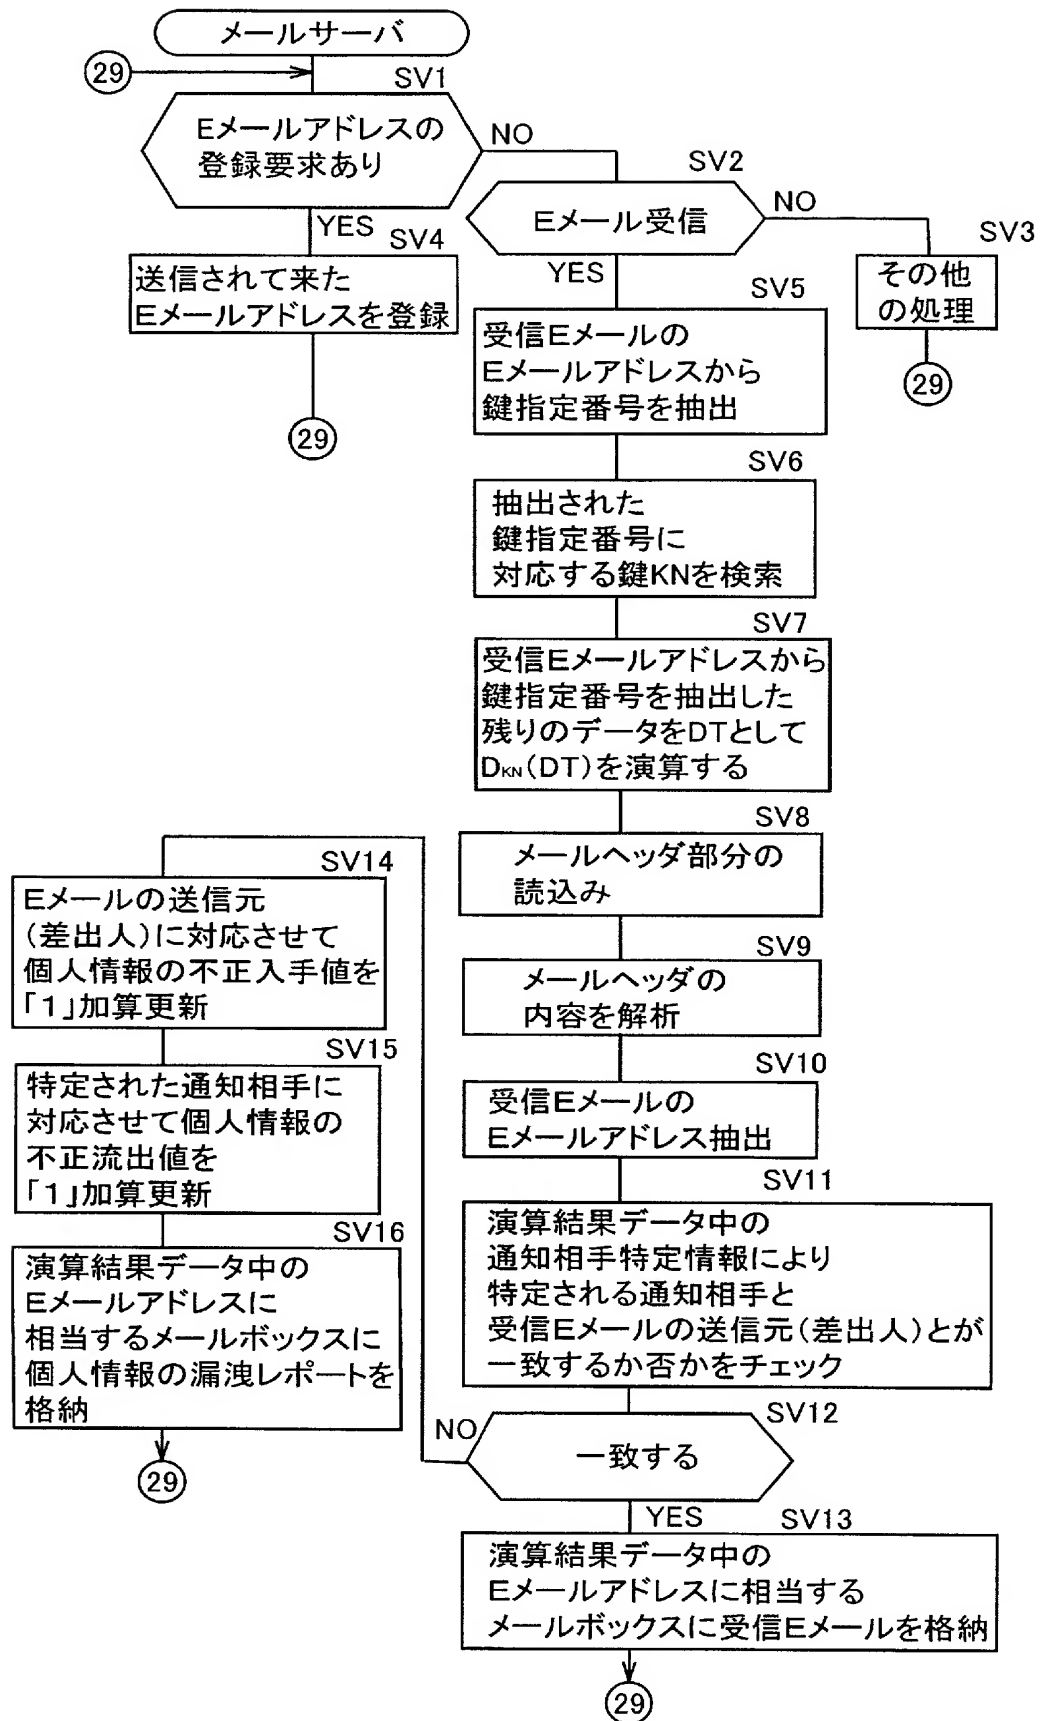 メールサーバ
29
SV1
Eメールアドレスの
登録要求あり
NO
YES
SV2
Eメール受信
NO
YES
SV3
その他
の処理
29
SV4
送信されて来た
Eメールアドレスを登録
29
SV5
受信Eメールの
Eメールアドレスから
鍵指定番号を抽出
SV6
抽出された
鍵指定番号に
対応する鍵KNを検索
SV7
受信Eメールアドレスから
鍵指定番号を抽出した
残りのデータをDTとして
DKN(DT)を演算する
SV8
メールヘッダ部分の
読込み
SV9
メールヘッダの
内容を解析
SV10
受信Eメールの
Eメールアドレス抽出
SV11
演算結果データ中の
通知相手特定情報により
特定される通知相手と
受信Eメールの送信元(差出人)とが
一致するか否かをチェック
SV12
一致する
NO
YES
SV13
演算結果データ中の
Eメールアドレスに相当する
メールボックスに受信Eメールを格納
29
SV14
Eメールの送信元
(差出人)に対応させて
個人情報の不正入手値を
「1」加算更新
SV15
特定された通知相手に
対応させて個人情報の
不正流出値を
「1」加算更新
SV16
演算結果データ中の
Eメールアドレスに
相当するメールボックスに
個人情報の漏洩レポートを
格納
29